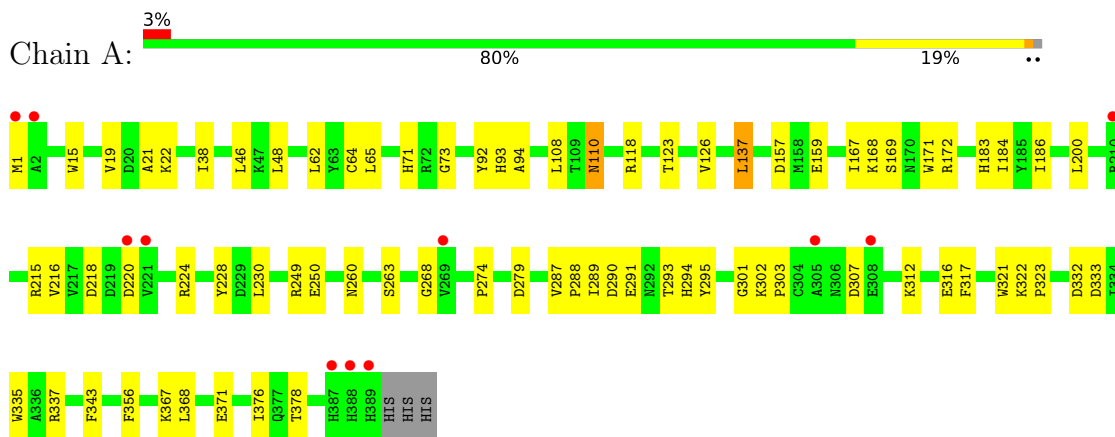 3%
Chain A:
80% 19% ••
M1 A2 W15 V19 D20 A21 K22 I38 L46 K47 L48 L62 Y63 C64 L65 H71 R72 G73 Y92 H93 A94 L108 T109 N110 R118 T123 V126 L137 D157 M158 E159 I167 K168 S169 N170 W171 R172 H183 I184 Y185 I186 L200
R215 V216 V217 D218 D219 D220 V221 R224 Y228 D229 L230 R249 E250 N260 S263 G268 V269 P274 D279 V287 P288 I289 D290 E291 N292 T293 H294 Y295 G301 K302 P303 C304 A305 N306 D307 E308 K312 E316 F317 W321 K322 P323 D332 D333
W335 A336 R337 F343 F356 K367 L368 E371 I376 Q377 T378 H387 H388 H389 HIS HIS HIS